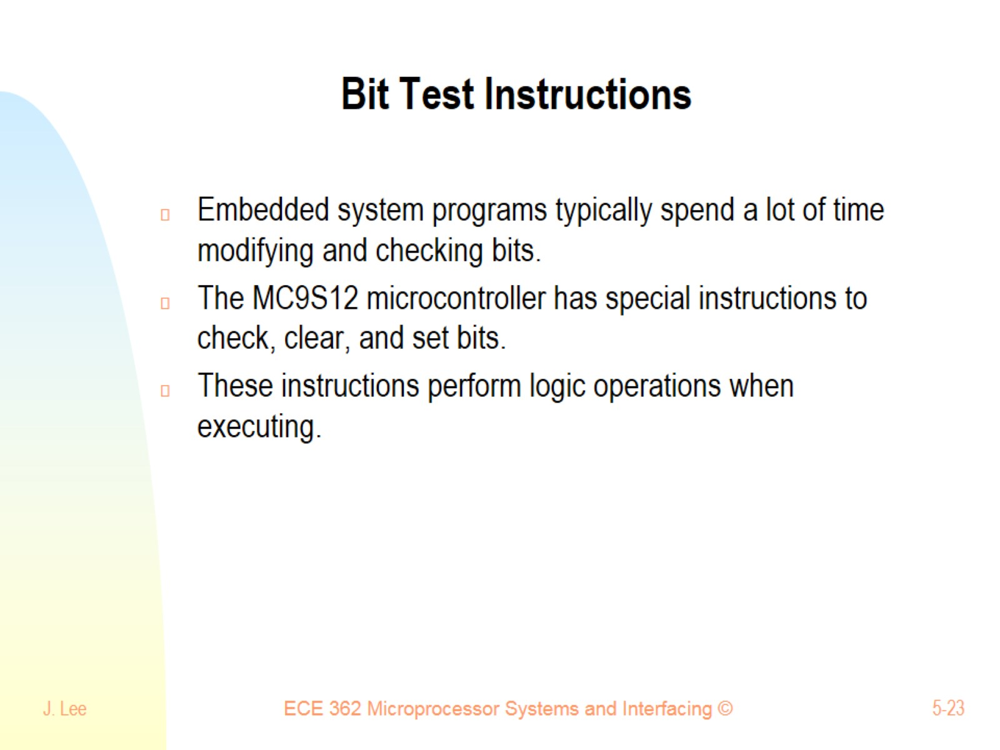 Bit Test Instructions
Embedded system programs typically spend a lot of time
modifying and checking bits.
The MC9S12 microcontroller has special instructions to
check, clear, and set bits.
These instructions perform logic operations when
executing.
J. Lee
ECE 362 Microprocessor Systems and Interfacing ©
5-23